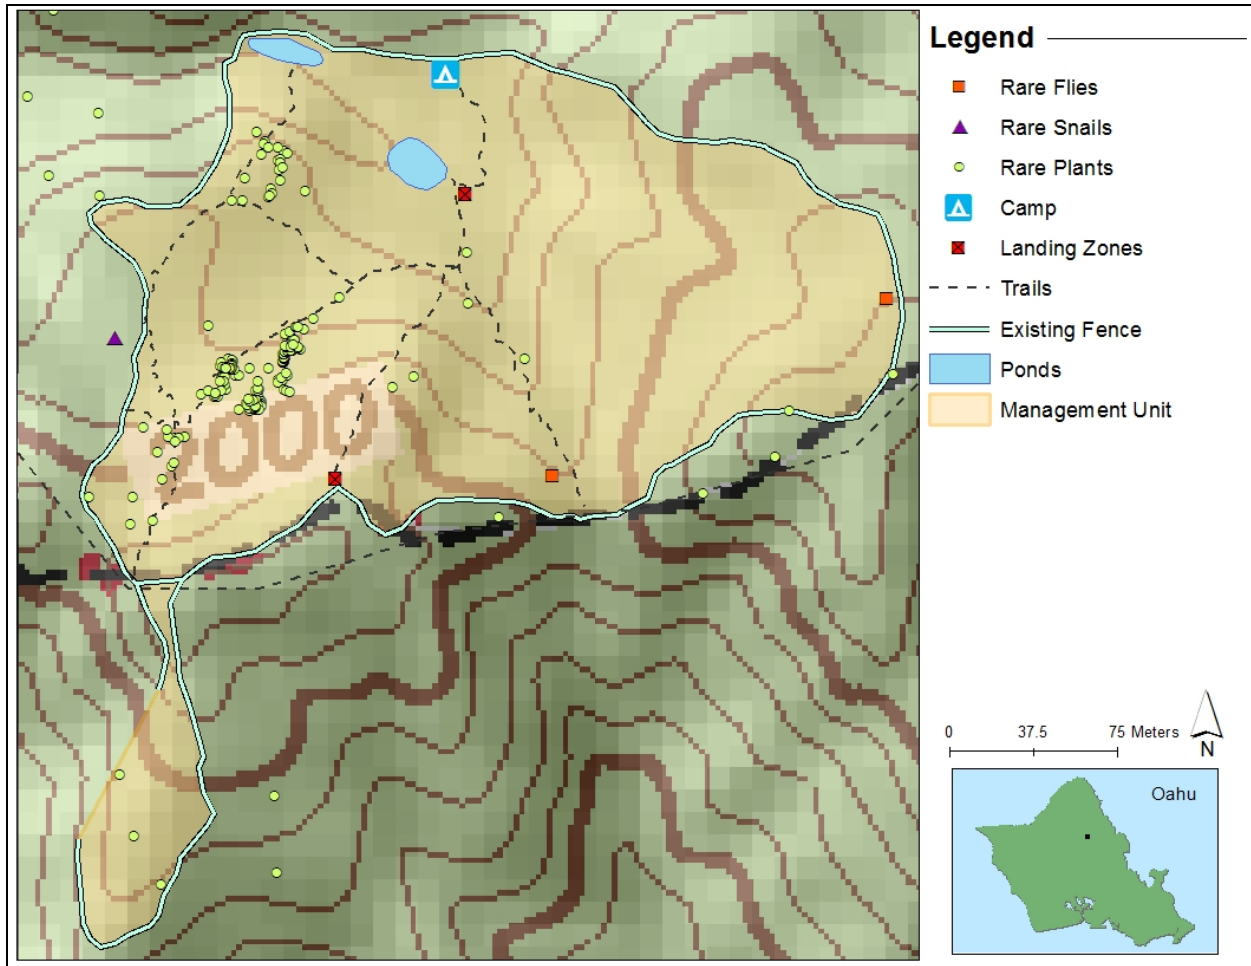 Legend
Rare Flies
Rare Snails
Rare Plants
Camp
Landing Zones
Trails
Existing Fence
Ponds
Management Unit
2000
0 37.5 75 Meters
N
Oahu